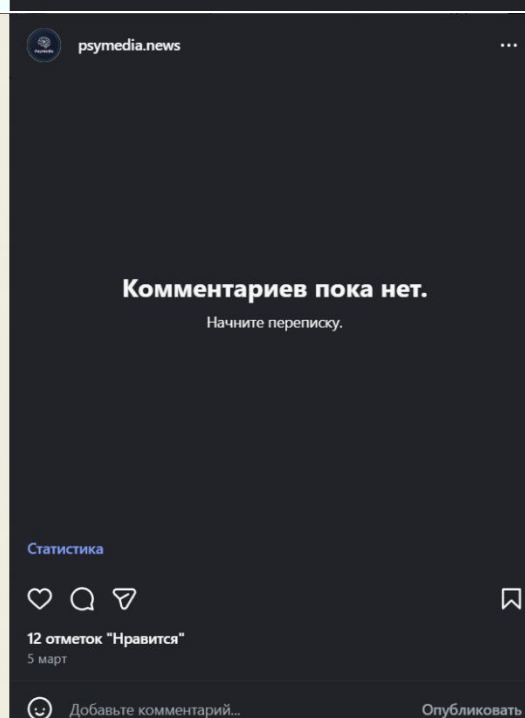 psymedia.news
Комментариев пока нет.
Начните переписку.
Статистика
12 отметок "Нравится"
5 март
Добавьте комментарий...
Опубликовать